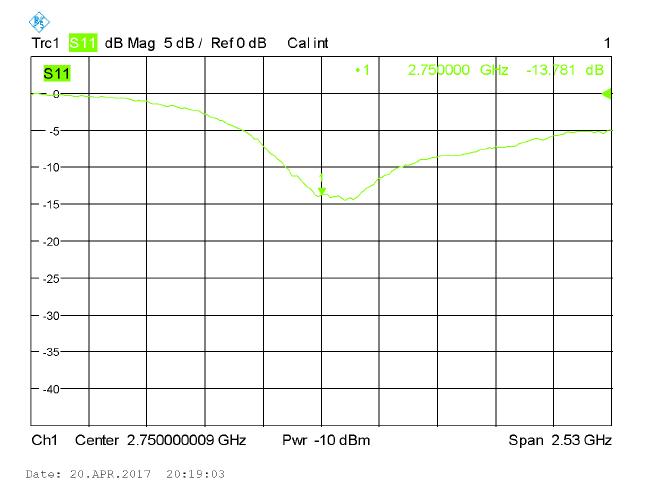 Trc1 S11 dB Mag 5 dB / Ref 0 dB Cal int 1
S11 •1 2.750000 GHz -13.781 dB
0
-5
-10
-15
-20
-25
-30
-35
-40
Ch1 Center 2.750000009 GHz Pwr -10 dBm Span 2.53 GHz
Date: 20.APR.2017 20:19:03